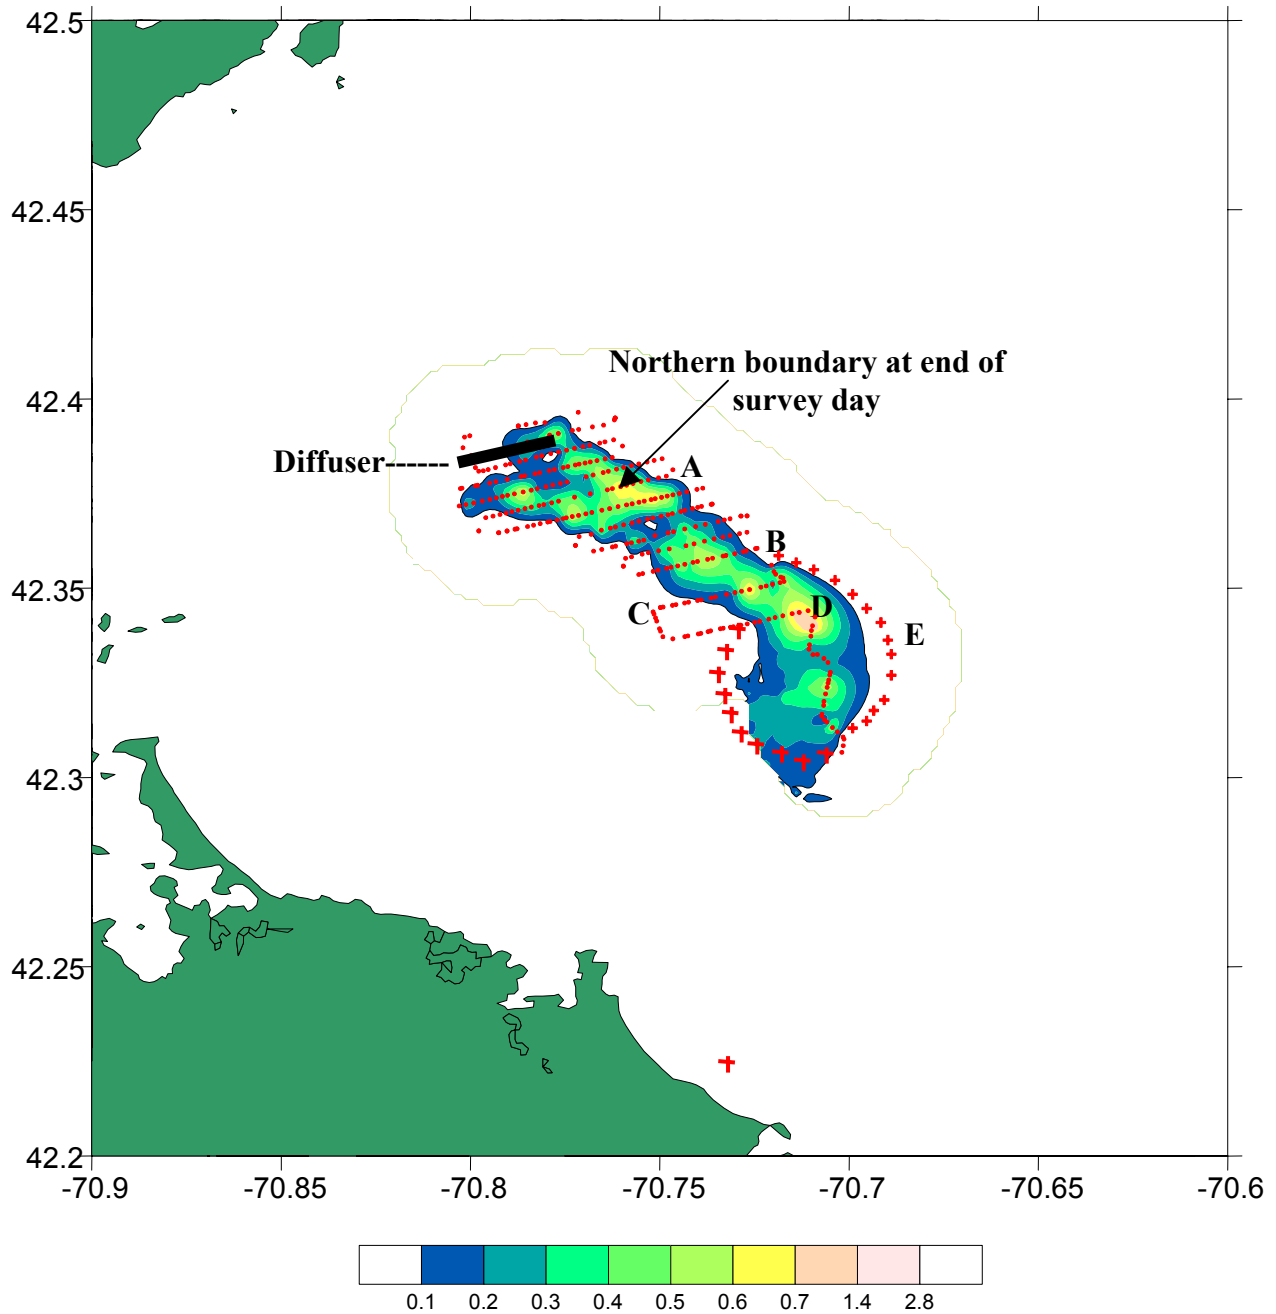 42.5
42.45
42.4
42.35
42.3
42.25
42.2
Northern boundary at end of
survey day
Diffuser
A
B
C
D
E
-70.9 -70.85 -70.8 -70.75 -70.7 -70.65 -70.6
0.1 0.2 0.3 0.4 0.5 0.6 0.7 1.4 2.8